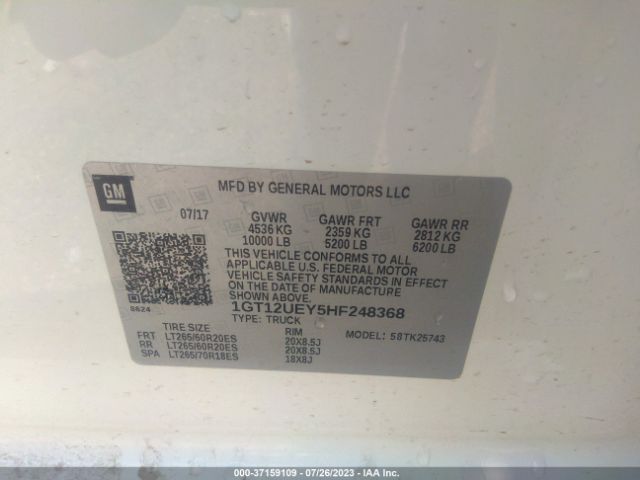 GM
MFD BY GENERAL MOTORS LLC
07/17 GVWR GAWR FRT GAWR RR
4536 KG 2359 KG 2812 KG
10000 LB 5200 LB 6200 LB
THIS VEHICLE CONFORMS TO ALL
APPLICABLE U.S. FEDERAL MOTOR
VEHICLE SAFETY STANDARDS IN EFFECT
ON THE DATE OF MANUFACTURE
SHOWN ABOVE.
8624
1GT12UEY5HF248368
TYPE: TRUCK
MODEL: 58TK25743
TIRE SIZE RIM
FRT LT265/60R20ES 20X8.5J
RR LT265/60R20ES 20X8.5J
SPA LT265/70R18ES 18X8J
000-37159109 - 07/26/2023 - IAA Inc.